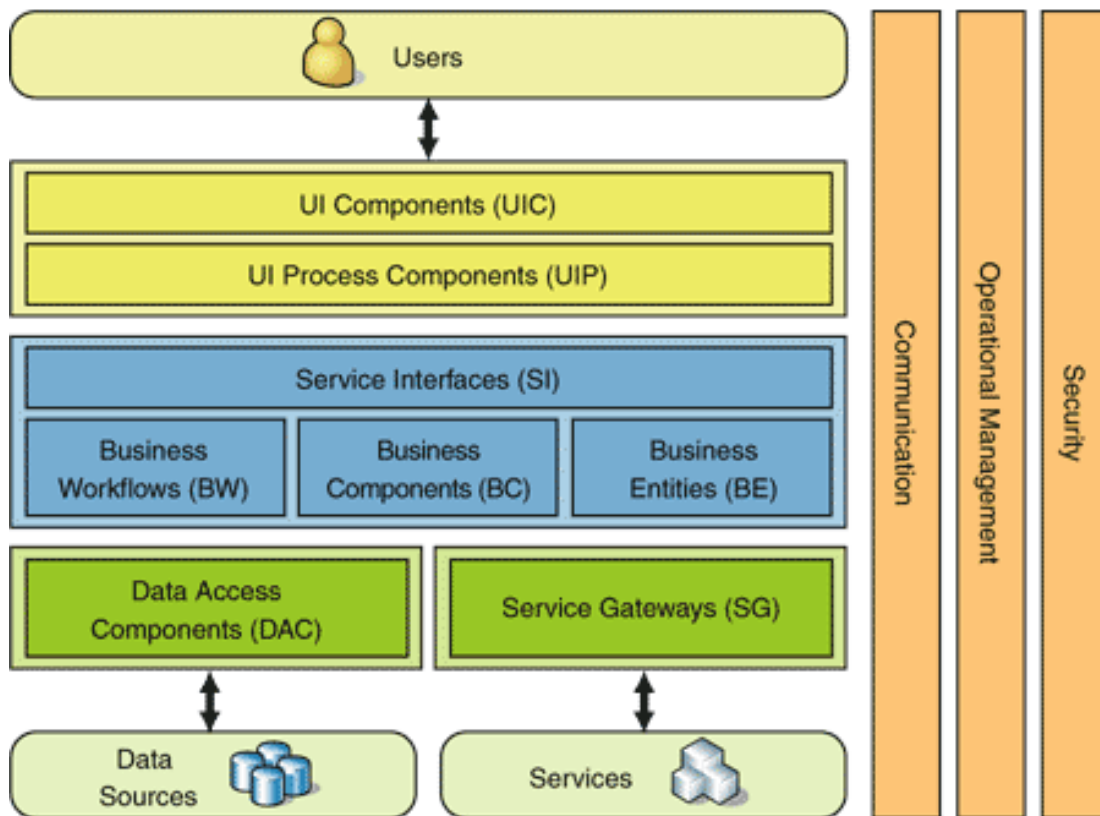 Users
UI Components (UIC)
UI Process Components (UIP)
Service Interfaces (SI)
Business
Workflows (BW)
Business
Components (BC)
Business
Entities (BE)
Data Access
Components (DAC)
Service Gateways (SG)
Data
Sources
Services
Communication
Operational Management
Security